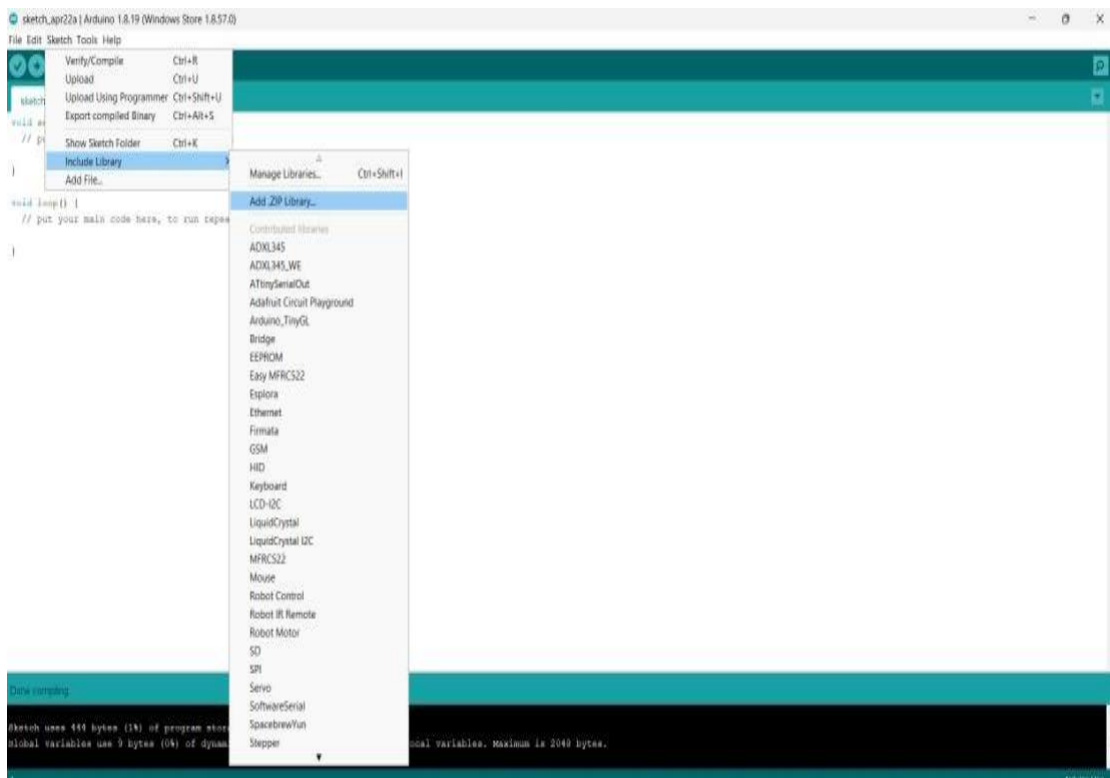 sketch_apr22a | Arduino 1.8.19 (Windows Store 1.8.57.0)
File Edit Sketch Tools Help
Verify/Compile Ctrl+R
Upload Ctrl+U
Upload Using Programmer Ctrl+Shift+U
Export compiled Binary Ctrl+Alt+S
Show Sketch Folder Ctrl+K
Include Library
Add File...
sketch
void
// p
}
void loop() {
// put your main code here, to run repea
}
Manage Libraries... Ctrl+Shift+I
Add .ZIP Library...
Contributed libraries
ADXL345
ADXL345_WE
ATtinySerialOut
Adafruit Circuit Playground
Arduino_TinyGL
Bridge
EEPROM
Easy MFRC522
Esplora
Ethernet
Firmata
GSM
HID
Keyboard
LCD-I2C
LiquidCrystal
LiquidCrystal I2C
MFRC522
Mouse
Robot Control
Robot IR Remote
Robot Motor
SD
SPI
Servo
SoftwareSerial
SpacebrewYun
Stepper
Done compiling.
Sketch uses 444 bytes (1%) of program stor
Global variables use 9 bytes (0%) of dynam ocal variables. Maximum is 2048 bytes.